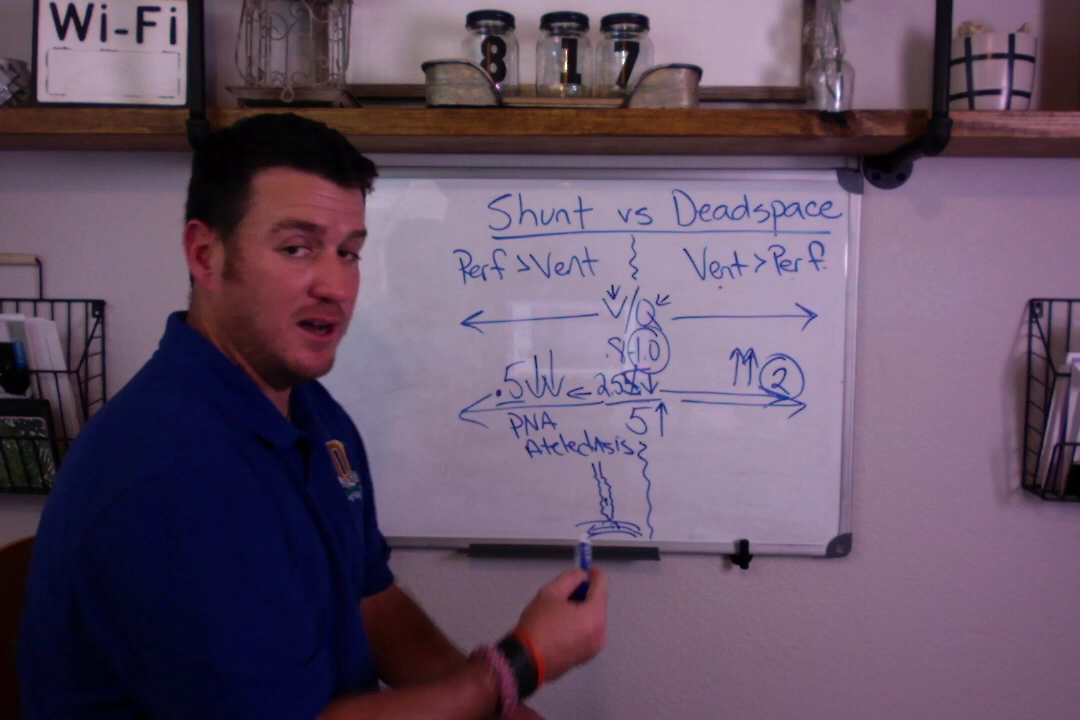 Wi-Fi
8 1 7
Shunt vs Deadspace
Perf > Vent
Vent > Perf.
V/Q
.8-1.0
.5↓↓
←
↑↑ 2
PNA
5↑
Atelectasis